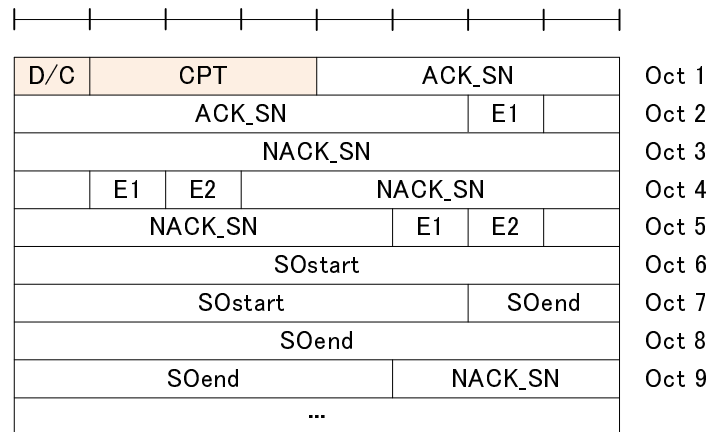 D/C CPT ACK_SN Oct 1
ACK_SN E1 Oct 2
NACK_SN Oct 3
E1 E2 NACK_SN Oct 4
NACK_SN E1 E2 Oct 5
SOstart Oct 6
SOstart SOend Oct 7
SOend Oct 8
SOend NACK_SN Oct 9
...